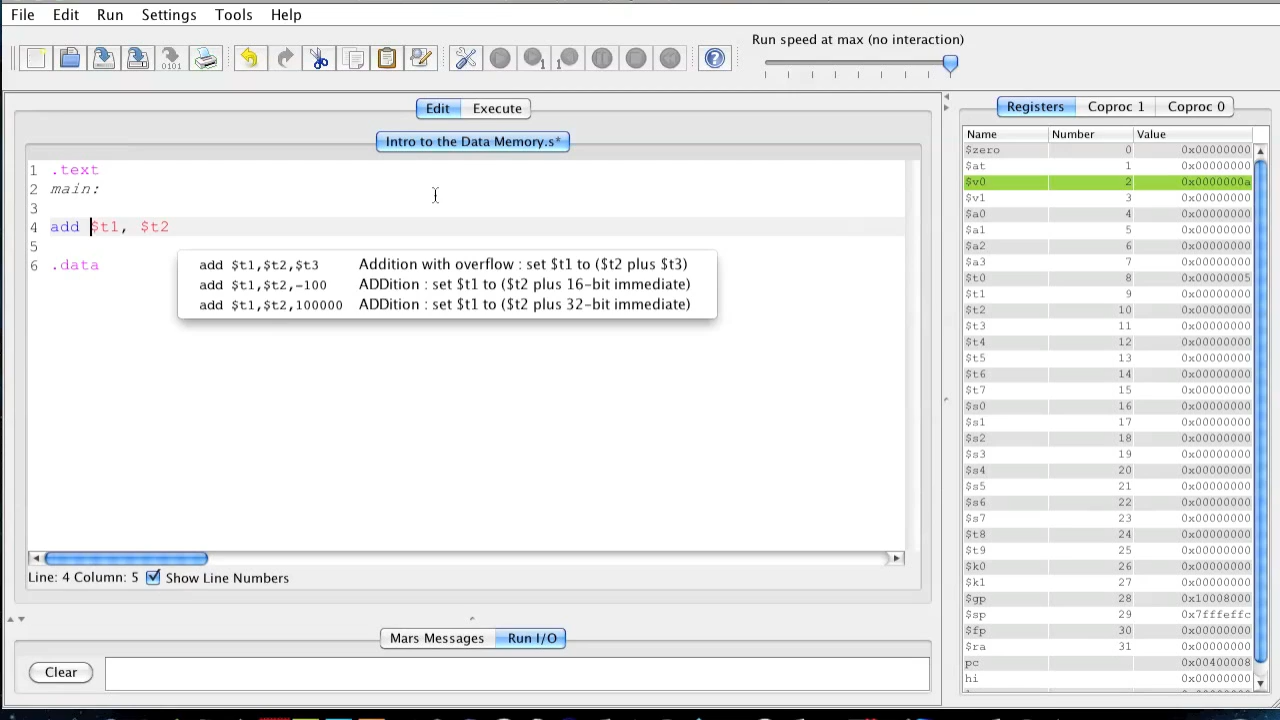 File Edit Run Settings Tools Help
Run speed at max (no interaction)
Edit Execute
Registers Coproc 1 Coproc 0
Intro to the Data Memory.s*
Name Number Value
1 .text
2 main:
3
4 add $t1, $t2
5
6 .data
add $t1,$t2,$t3 Addition with overflow : set $t1 to ($t2 plus $t3)
add $t1,$t2,-100 ADDition : set $t1 to ($t2 plus 16-bit immediate)
add $t1,$t2,100000 ADDition : set $t1 to ($t2 plus 32-bit immediate)
$zero 0 0x00000000
$at 1 0x00000000
$v0 2 0x0000000a
$v1 3 0x00000000
$a0 4 0x00000000
$a1 5 0x00000000
$a2 6 0x00000000
$a3 7 0x00000000
$t0 8 0x00000005
$t1 9 0x00000000
$t2 10 0x00000000
$t3 11 0x00000000
$t4 12 0x00000000
$t5 13 0x00000000
$t6 14 0x00000000
$t7 15 0x00000000
$s0 16 0x00000000
$s1 17 0x00000000
$s2 18 0x00000000
$s3 19 0x00000000
$s4 20 0x00000000
$s5 21 0x00000000
$s6 22 0x00000000
$s7 23 0x00000000
$t8 24 0x00000000
$t9 25 0x00000000
$k0 26 0x00000000
$k1 27 0x00000000
$gp 28 0x10008000
$sp 29 0x7fffeffc
$fp 30 0x00000000
$ra 31 0x00000000
pc 0x00400008
hi 0x00000000
Line: 4 Column: 5 Show Line Numbers
Mars Messages Run I/O
Clear